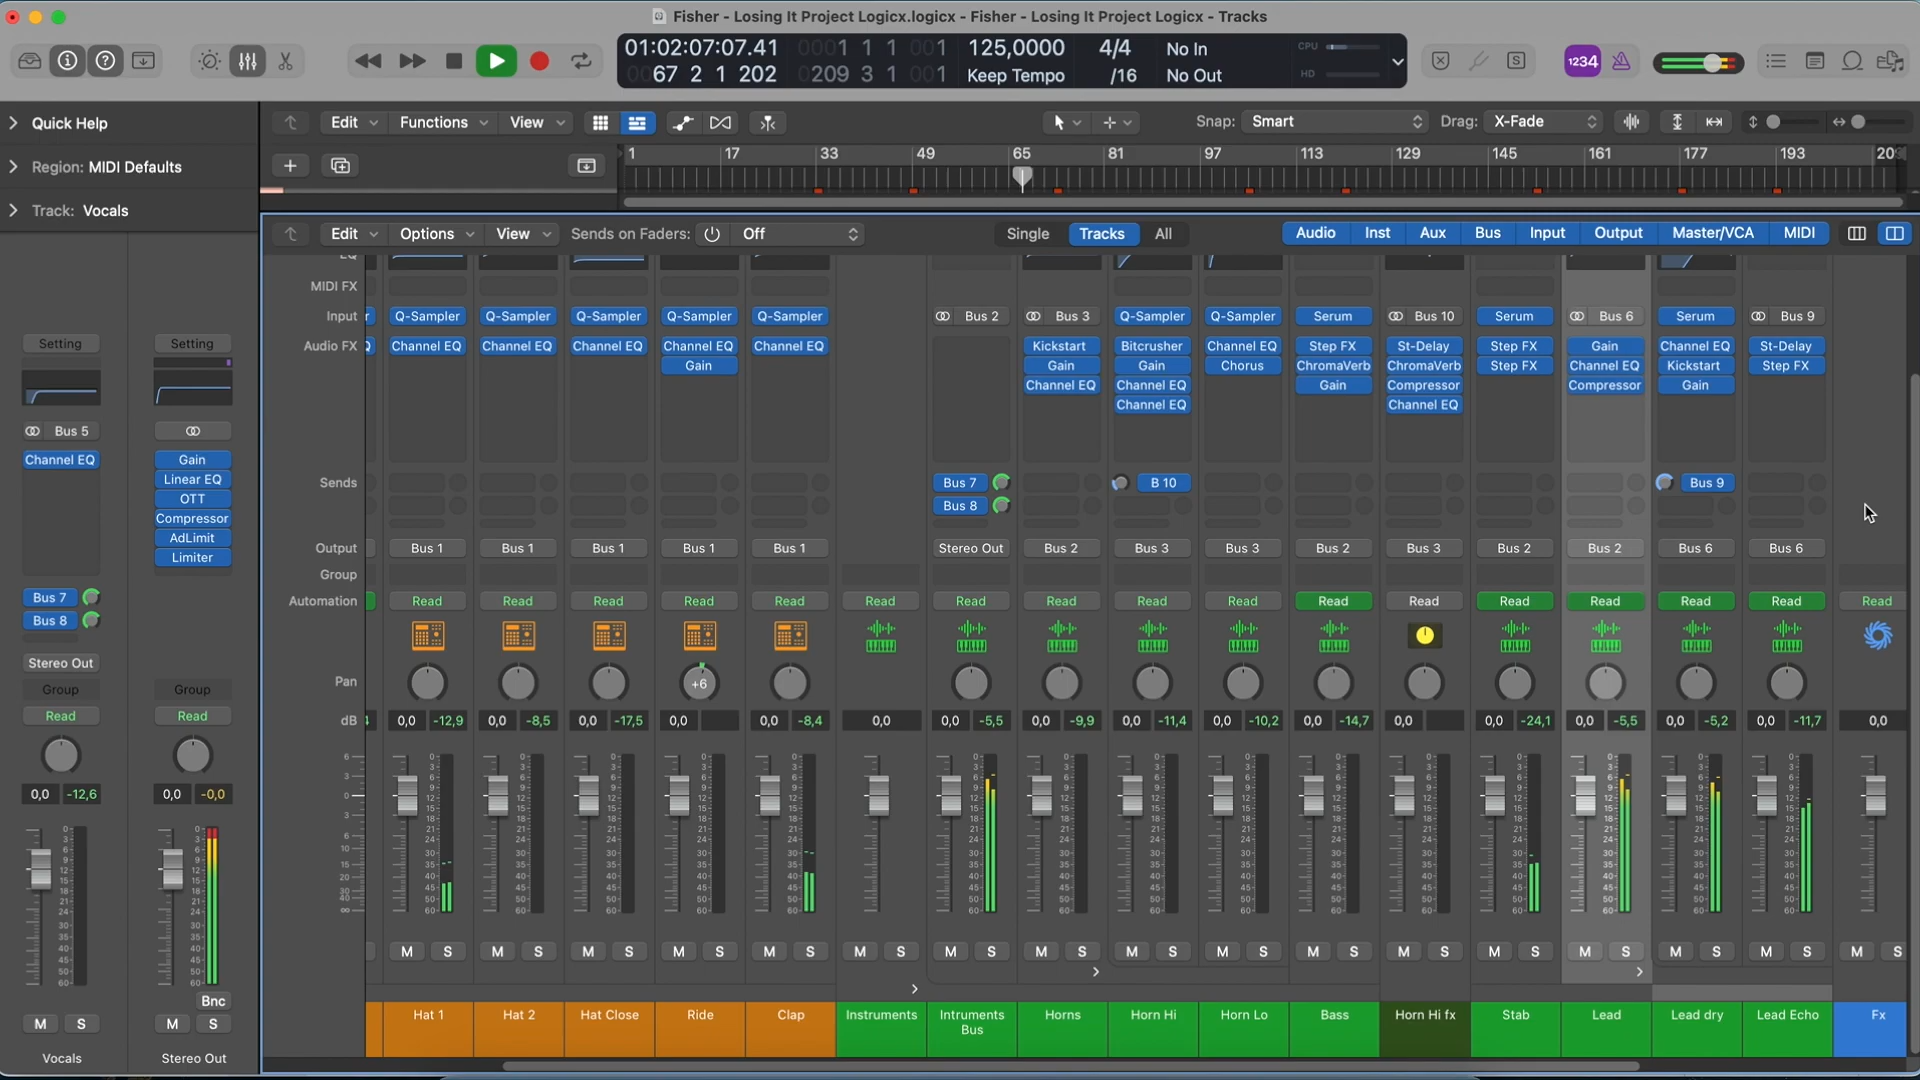 Fisher - Losing It Project Logicx.logicx - Fisher - Losing It Project Logicx - Tracks
01:02:07:07.41 0001 1 1 001 125,0000 4/4 No In CPU
0067 2 1 202 0209 3 1 001 Keep Tempo /16 No Out HD
1234
Quick Help
Region: MIDI Defaults
Track: Vocals
Edit Functions View Snap: Smart Drag: X-Fade
1 17 33 49 65 81 97 113 129 145 161 177 193
Edit Options View Sends on Faders: Off Single Tracks All Audio Inst Aux Bus Input Output Master/VCA MIDI
EQ
MIDI FX
Input Q-Sampler Q-Sampler Q-Sampler Q-Sampler Q-Sampler Bus 2 Bus 3 Q-Sampler Q-Sampler Serum Bus 10 Serum Bus 6 Serum Bus 9
Audio FX Channel EQ Channel EQ Channel EQ Channel EQ Channel EQ Kickstart Bitcrusher Channel EQ Step FX St-Delay Step FX Gain Channel EQ St-Delay
Gain Gain Gain Chorus ChromaVerb ChromaVerb Step FX Channel EQ Kickstart Step FX
Channel EQ Channel EQ Gain Compressor Compressor Gain
Channel EQ Channel EQ
Sends Bus 7 B 10 Bus 9
Bus 8
Output Bus 1 Bus 1 Bus 1 Bus 1 Bus 1 Stereo Out Bus 2 Bus 3 Bus 3 Bus 2 Bus 3 Bus 2 Bus 2 Bus 6 Bus 6
Group
Automation Read Read Read Read Read Read Read Read Read Read Read Read Read Read Read Read Read
Pan +6
dB 0,0 -12,9 0,0 -8,5 0,0 -17,5 0,0 0,0 -8,4 0,0 0,0 -5,5 0,0 -9,9 0,0 -11,4 0,0 -10,2 0,0 -14,7 0,0 0,0 -24,1 0,0 -5,5 0,0 -5,2 0,0 -11,7 0,0
M S M S M S M S M S M S M S M S M S M S M S M S M S M S M S M S M S
Hat 1 Hat 2 Hat Close Ride Clap Instruments Intruments Bus Horns Horn Hi Horn Lo Bass Horn Hi fx Stab Lead Lead dry Lead Echo Fx
Setting Setting
Bus 5
Channel EQ Gain
Linear EQ
OTT
Compressor
AdLimit
Limiter
Bus 7
Bus 8
Stereo Out
Group Group
Read Read
0,0 -12,6 0,0 -0,0
Bnc
M S M S
Vocals Stereo Out